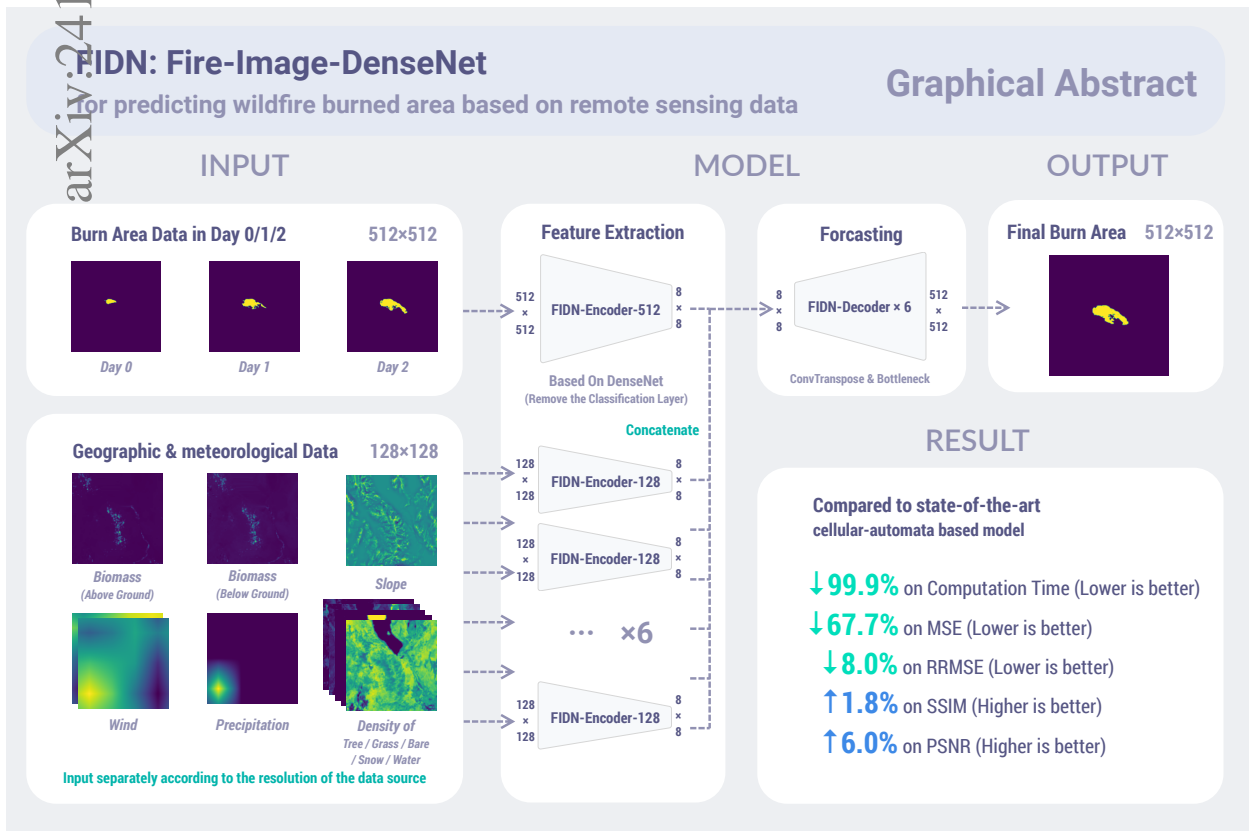 arXiv:241
FIDN: Fire-Image-DenseNet
for predicting wildfire burned area based on remote sensing data
Graphical Abstract
INPUT
MODEL
OUTPUT
Burn Area Data in Day 0/1/2 512×512
Day 0
Day 1
Day 2
Geographic & meteorological Data 128×128
Biomass
(Above Ground)
Biomass
(Below Ground)
Slope
Wind
Precipitation
Density of
Tree / Grass / Bare
/ Snow / Water
Input separately according to the resolution of the data source
Feature Extraction
512
×
512
FIDN-Encoder-512
8
×
8
Based On DenseNet
(Remove the Classification Layer)
Concatenate
128
×
128
FIDN-Encoder-128
8
×
8
128
×
128
FIDN-Encoder-128
8
×
8
... ×6
128
×
128
FIDN-Encoder-128
8
×
8
Forcasting
8
×
8
FIDN-Decoder × 6
512
×
512
ConvTranspose & Bottleneck
Final Burn Area 512×512
RESULT
Compared to state-of-the-art
cellular-automata based model
↓99.9% on Computation Time (Lower is better)
↓67.7% on MSE (Lower is better)
↓8.0% on RRMSE (Lower is better)
↑1.8% on SSIM (Higher is better)
↑6.0% on PSNR (Higher is better)